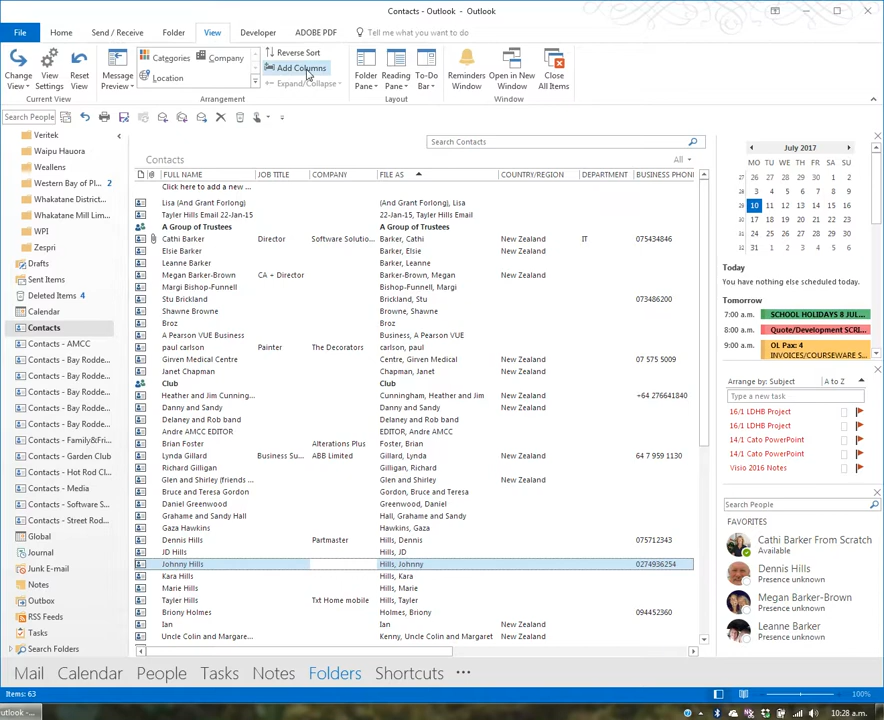 Contacts - Outlook - Outlook
File Home Send / Receive Folder View Developer ADOBE PDF Tell me what you want to do
Change View View Settings Reset View
Current View
Message Preview
Categories Company
Location
Reverse Sort
Add Columns
Expand/Collapse
Arrangement
Folder Pane Reading Pane To-Do Bar
Layout
Reminders Window Open in New Window Close All Items
Window
Search People
Veritek
Waipu Hauora
Weallens
Western Bay of Pl... 2
Whakatane District...
Whakatane Mill Lim...
WPI
Zespri
Drafts
Sent Items
Deleted Items 4
Calendar
Contacts
Contacts - AMCC
Contacts - Bay Rodde...
Contacts - Bay Rodde...
Contacts - Bay Rodde...
Contacts - Bay Rodde...
Contacts - Bay Rodde...
Contacts - Family&Fri...
Contacts - Garden Club
Contacts - Hot Rod Cl...
Contacts - Media
Contacts - Software S...
Contacts - Street Rod...
Global
Journal
Junk E-mail
Notes
Outbox
RSS Feeds
Tasks
Search Folders
Search Contacts
Contacts All
FULL NAME JOB TITLE COMPANY FILE AS COUNTRY/REGION DEPARTMENT BUSINESS PHONE
Click here to add a new ...
Lisa (And Grant Forlong) (And Grant Forlong), Lisa
Tayler Hills Email 22-Jan-15 22-Jan-15, Tayler Hills Email
A Group of Trustees A Group of Trustees
Cathi Barker Director Software Solutio... Barker, Cathi New Zealand IT 075434846
Elsie Barker Barker, Elsie New Zealand
Leanne Barker Barker, Leanne
Megan Barker-Brown CA + Director Barker-Brown, Megan New Zealand
Margi Bishop-Funnell Bishop-Funnell, Margi
Stu Brickland Brickland, Stu 073486200
Shawne Browne Browne, Shawne
Broz Broz
A Pearson VUE Business Business, A Pearson VUE
paul carlson Painter The Decorators carlson, paul
Girven Medical Centre Centre, Girven Medical 07 575 5009
Janet Chapman Chapman, Janet New Zealand
Club Club
Heather and Jim Cunning... Cunningham, Heather and Jim New Zealand +64 276641840
Danny and Sandy Danny and Sandy New Zealand
Delaney and Rob band Delaney and Rob band
Andre AMCC EDITOR EDITOR, Andre AMCC
Brian Foster Alterations Plus Foster, Brian
Lynda Gillard Business Su... ABB Limited Gillard, Lynda New Zealand 64 7 959 1130
Richard Gilligan Gilligan, Richard
Glen and Shirley (friends ... Glen and Shirley New Zealand
Bruce and Teresa Gordon Gordon, Bruce and Teresa
Daniel Greenwood Greenwood, Daniel
Grahame and Sandy Hall Hall, Grahame and Sandy
Gaza Hawkins Hawkins, Gaza
Dennis Hills Partmaster Hills, Dennis 075712343
JD Hills Hills, JD
Johnny Hills Hills, Johnny 0274936254
Kara Hills Hills, Kara
Marie Hills Hills, Marie
Tayler Hills Txt Home mobile Hills, Tayler
Briony Holmes Holmes, Briony 094452360
Ian Ian New Zealand
Uncle Colin and Margare... Kenny, Uncle Colin and Margaret New Zealand
July 2017
MO TU WE TH FR SA SU
26 26 27 28 29 30 1 2
27 3 4 5 6 7 8 9
28 10 11 12 13 14 15 16
29 17 18 19 20 21 22 23
30 24 25 26 27 28 29 30
31 31
Today
You have nothing else scheduled today.
Tomorrow
7:00 a.m. SCHOOL HOLIDAYS 8 JUL...
8:00 a.m. Quote/Development SCRI...
9:00 a.m. OL Pax: 4
INVOICES/COURSEWARE S...
Arrange by: Subject A to Z
Type a new task
16/1 LDHB Project
16/1 LDHB Project
14/1 Cato PowerPoint
14/1 Cato PowerPoint
Visio 2016 Notes
Search People
FAVORITES
Cathi Barker From Scratch
Available
Dennis Hills
Presence unknown
Megan Barker-Brown
Presence unknown
Leanne Barker
Presence unknown
Mail Calendar People Tasks Notes Folders Shortcuts
Items: 63
100%
utlook -...
10:28 a.m.